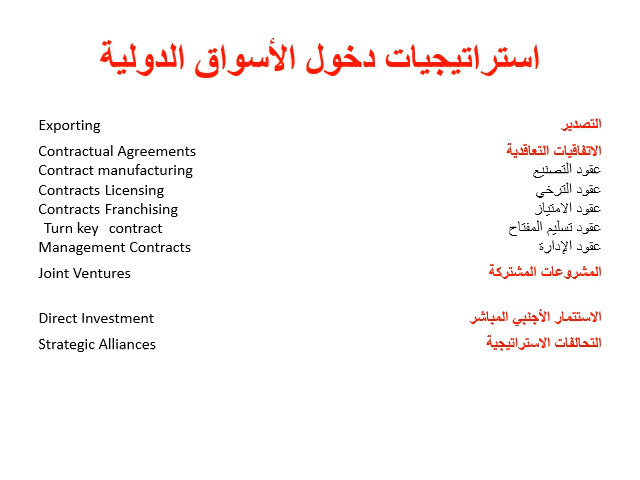 استراتيجيات دخول الأسواق الدولية
Exporting التصدير
Contractual Agreements الاتفاقيات التعاقدية
Contract manufacturing عقود التصنيع
Contracts Licensing عقود الترخي
Contracts Franchising عقود الامتياز
Turn key contract عقود تسليم المفتاح
Management Contracts عقود الإدارة
Joint Ventures المشروعات المشتركة
Direct Investment الاستثمار الأجنبي المباشر
Strategic Alliances التحالفات الاستراتيجية